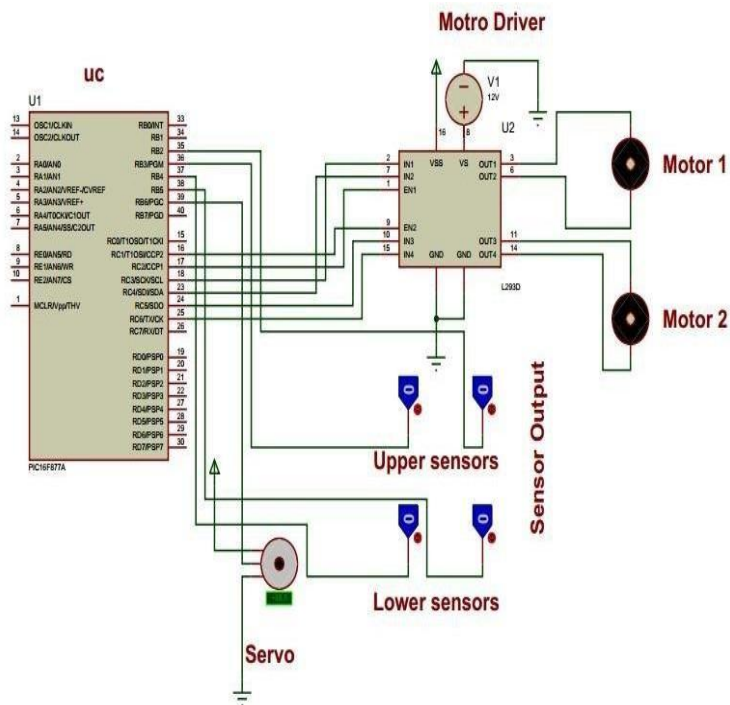 Motro Driver
uc
U1
13 OSC1/CLKIN
14 OSC2/CLKOUT
2 RA0/AN0
3 RA1/AN1
4 RA2/AN2/VREF-/CVREF
5 RA3/AN3/VREF+
6 RA4/T0CKI/C1OUT
7 RA5/AN4/SS/C2OUT
8 RE0/AN5/RD
9 RE1/AN6/WR
10 RE2/AN7/CS
1 MCLR/Vpp/THV
RB0/INT 33
RB1 34
RB2 35
RB3/PGM 36
RB4 37
RB5 38
RB6/PGC 39
RB7/PGD 40
RC0/T1OSO/T1CKI 15
RC1/T1OSI/CCP2 16
RC2/CCP1 17
RC3/SCK/SCL 18
RC4/SDI/SDA 23
RC5/SDO 24
RC6/TX/CK 25
RC7/RX/DT 26
RD0/PSP0 19
RD1/PSP1 20
RD2/PSP2 21
RD3/PSP3 22
RD4/PSP4 27
RD5/PSP5 28
RD6/PSP6 29
RD7/PSP7 30
PIC16F877A
V1
12V
U2
16 8
VSS VS
2 IN1
7 IN2
1 EN1
9 EN2
10 IN3
15 IN4
OUT1 3
OUT2 6
OUT3 11
OUT4 14
GND GND
L293D
Motor 1
Motor 2
0 0
Upper sensors
Sensor Output
0 0
Lower sensors
Servo